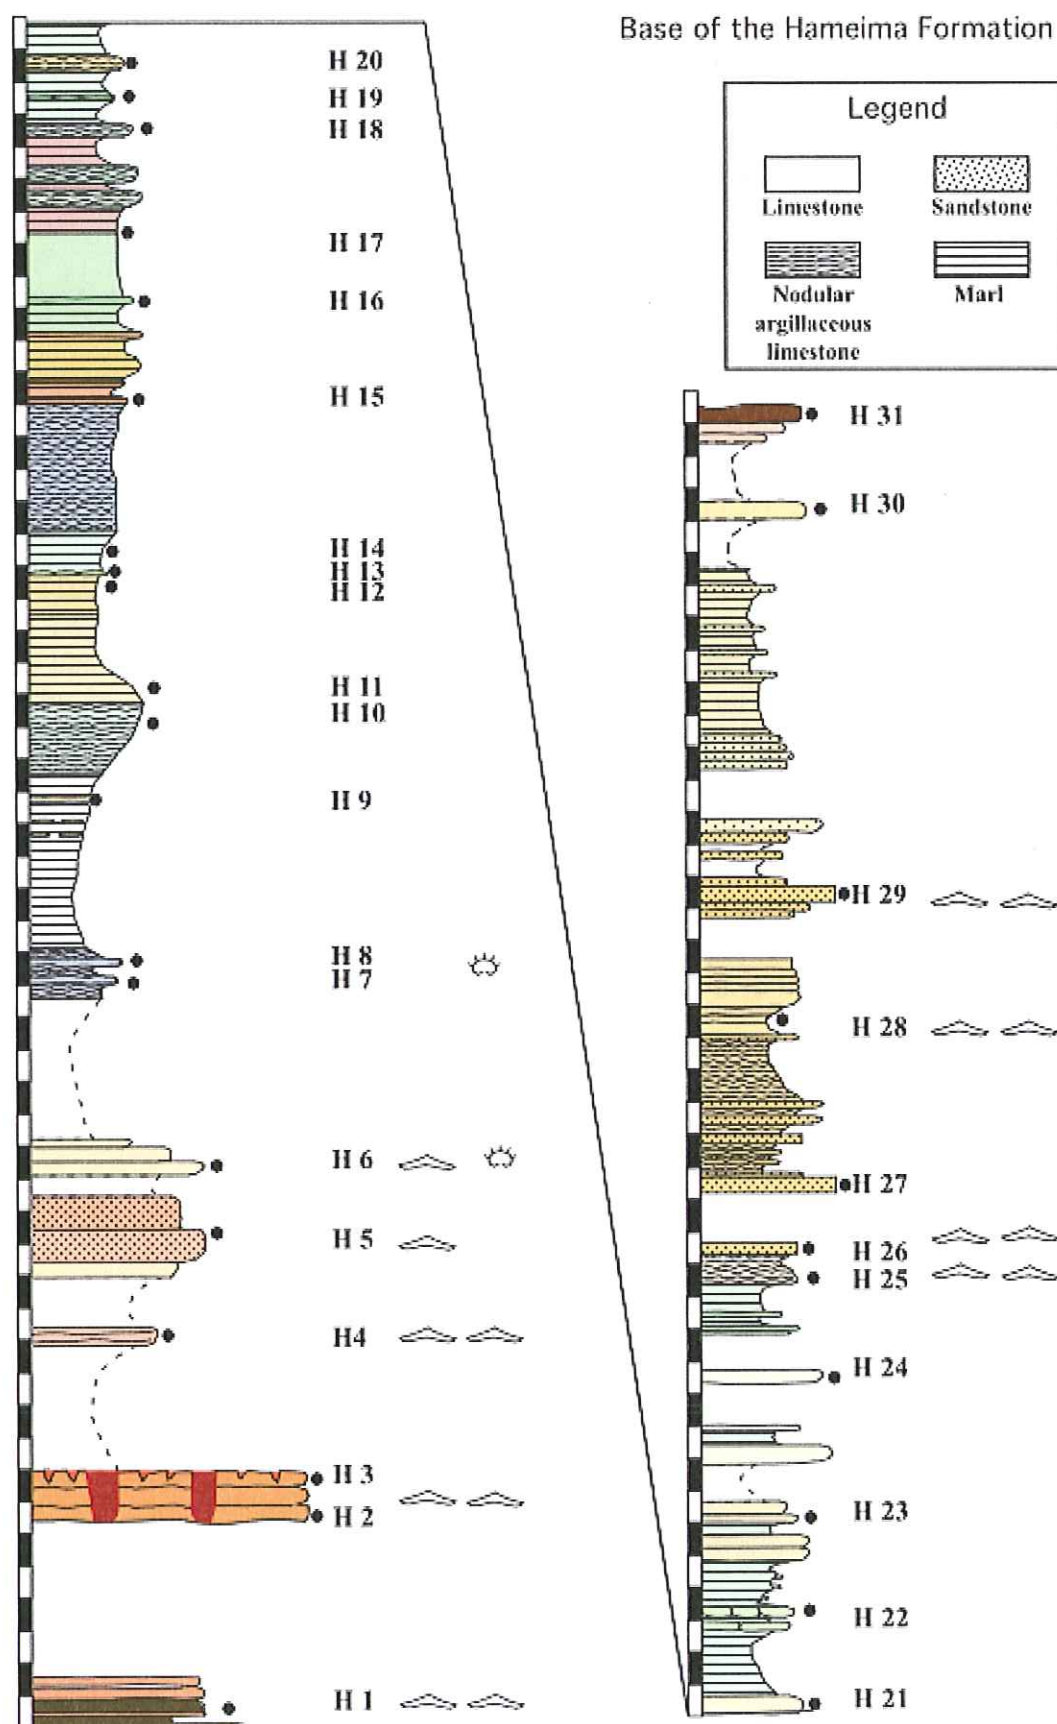 Base of the Hameima Formation
Legend
Limestone
Sandstone
Nodular
argillaceous
limestone
Marl
H 20
H 19
H 18
H 17
H 16
H 15
H 14
H 13
H 12
H 11
H 10
H 9
H 8
H 7
H 6
H 5
H4
H 3
H 2
H 1
H 31
H 30
H 29
H 28
H 27
H 26
H 25
H 24
H 23
H 22
H 21